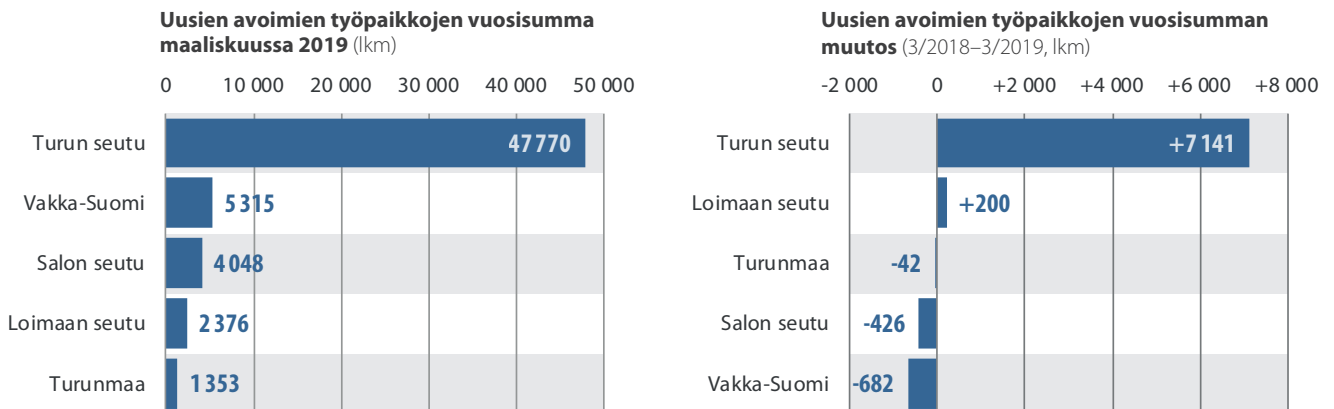 Uusien avoimien työpaikkojen vuosisumma
maaliskuussa 2019 (lkm)
0 10 000 20 000 30 000 40 000 50 000
Turun seutu 47 770
Vakka-Suomi 5 315
Salon seutu 4 048
Loimaan seutu 2 376
Turunmaa 1 353
Uusien avoimien työpaikkojen vuosisumman
muutos (3/2018–3/2019, lkm)
-2 000 0 +2 000 +4 000 +6 000 +8 000
Turun seutu +7 141
Loimaan seutu +200
Turunmaa -42
Salon seutu -426
Vakka-Suomi -682